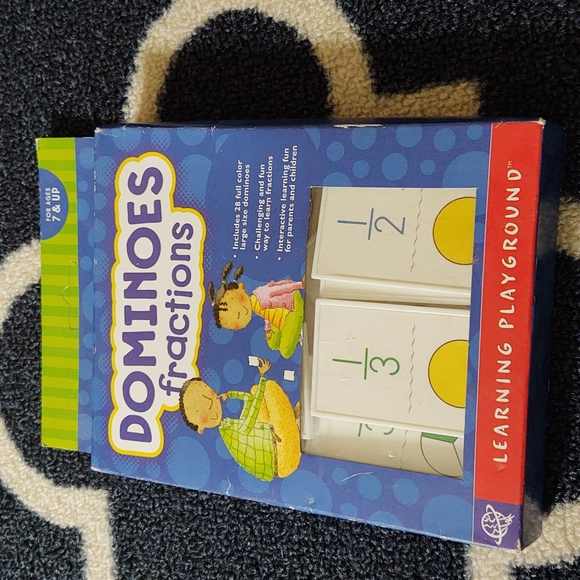 FOR AGES
7 & UP
DOMINOES
fractions
• Includes 28 full color
large size dominoes
• Challenging and fun
way to learn fractions
• Interactive learning fun
for parents and children
1
2
1
3
3
LEARNING PLAYGROUND™